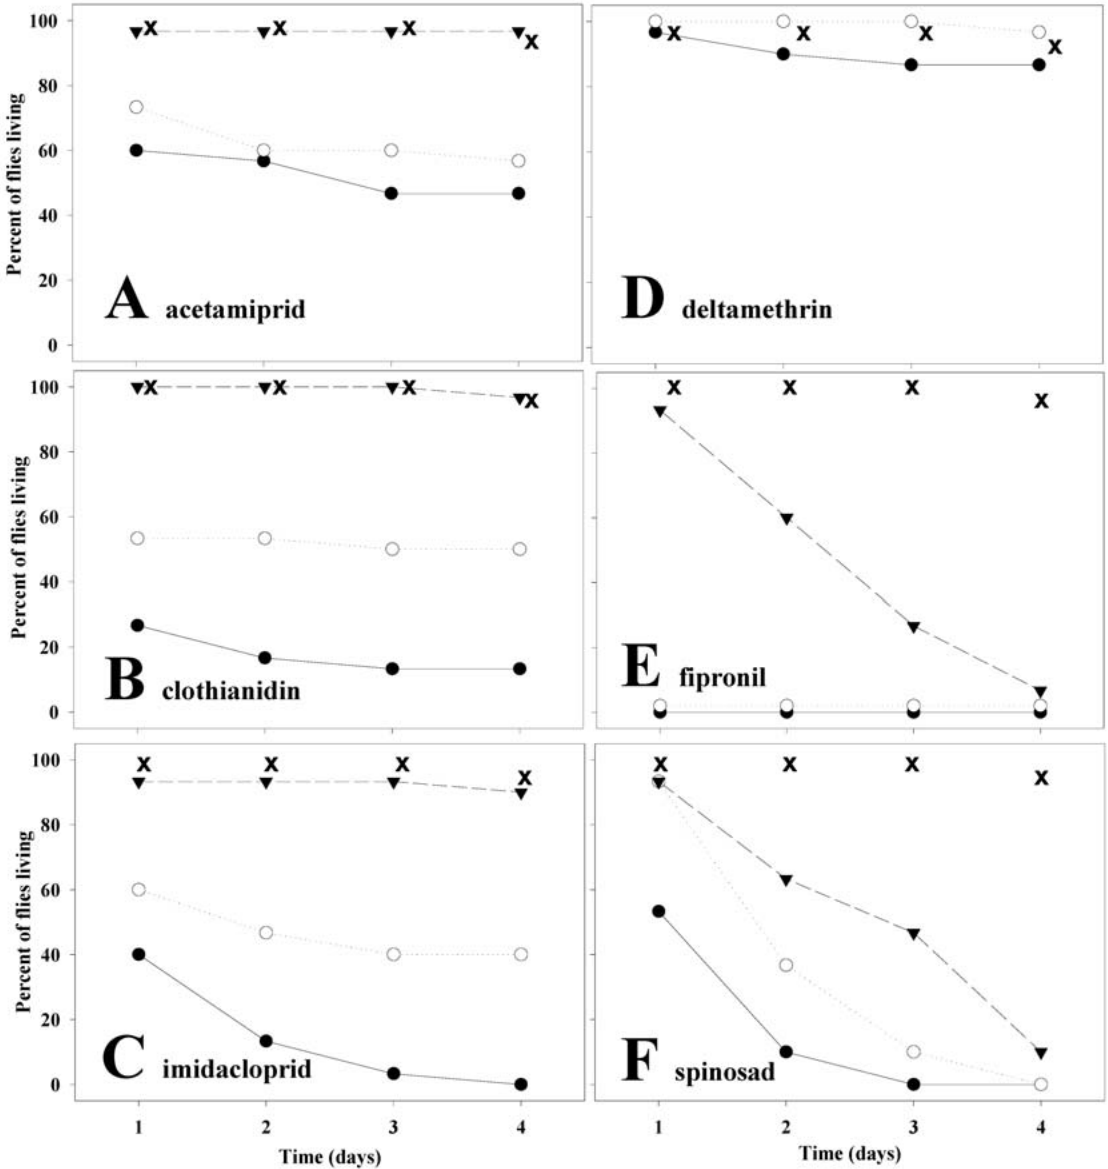 100
80
60
40
20
0
Percent of flies living
A acetamiprid
D deltamethrin
100
80
60
40
20
0
Percent of flies living
B clothianidin
E fipronil
100
80
60
40
20
0
Percent of flies living
C imidacloprid
F spinosad
1 2 3 4
Time (days)
1 2 3 4
Time (days)